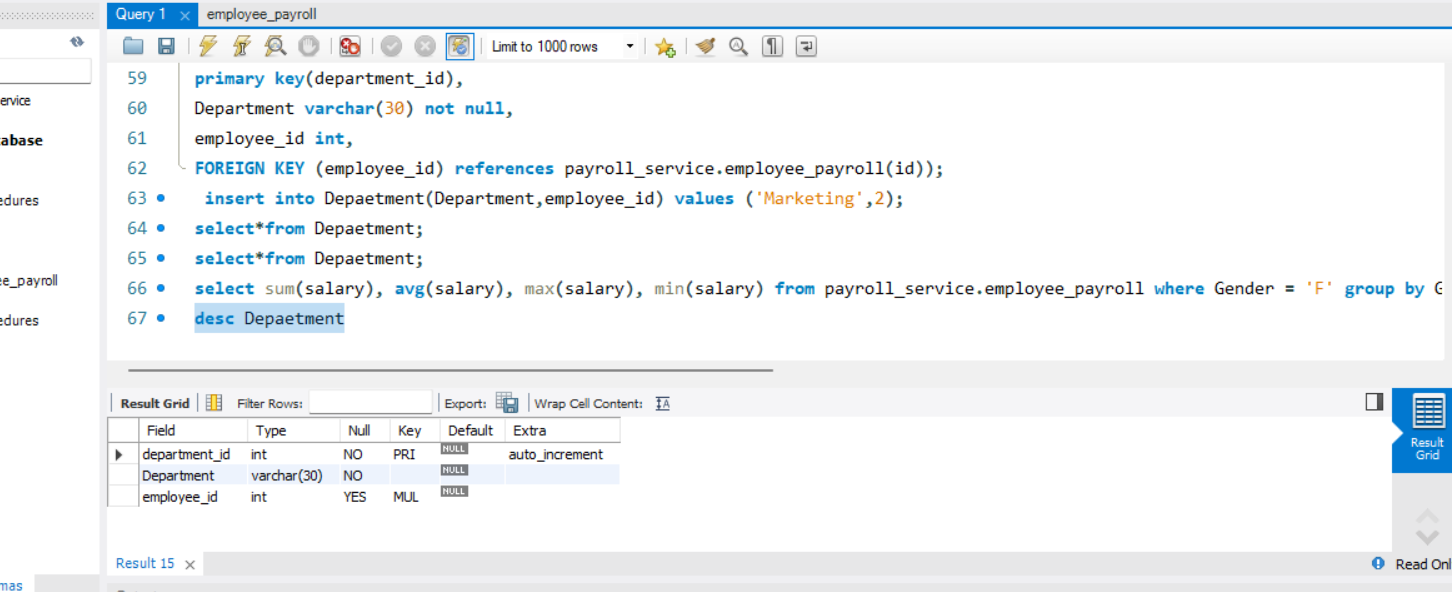 Query 1 employee_payroll
Limit to 1000 rows
ervice
abase
edures
ee_payroll
edures
mas
59 primary key(department_id),
60 Department varchar(30) not null,
61 employee_id int,
62 FOREIGN KEY (employee_id) references payroll_service.employee_payroll(id));
63 insert into Depaetment(Department,employee_id) values ('Marketing',2);
64 select*from Depaetment;
65 select*from Depaetment;
66 select sum(salary), avg(salary), max(salary), min(salary) from payroll_service.employee_payroll where Gender = 'F' group by G
67 desc Depaetment
Result Grid Filter Rows: Export: Wrap Cell Content: IA
Field Type Null Key Default Extra
department_id int NO PRI NULL auto_increment
Department varchar(30) NO NULL
employee_id int YES MUL NULL
Result
Grid
Result 15
Read Onl